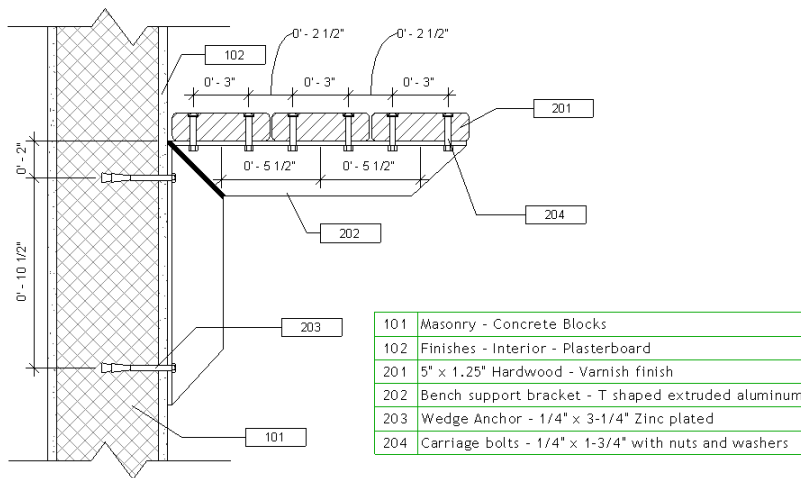 0' - 2 1/2"
0' - 2 1/2"
102
0' - 3"
0' - 3"
0' - 3"
201
0' - 2"
0' - 5 1/2"
0' - 5 1/2"
204
202
0' - 10 1/2"
203
101
101 Masonry - Concrete Blocks
102 Finishes - Interior - Plasterboard
201 5" x 1.25" Hardwood - Varnish finish
202 Bench support bracket - T shaped extruded aluminum
203 Wedge Anchor - 1/4" x 3-1/4" Zinc plated
204 Carriage bolts - 1/4" x 1-3/4" with nuts and washers